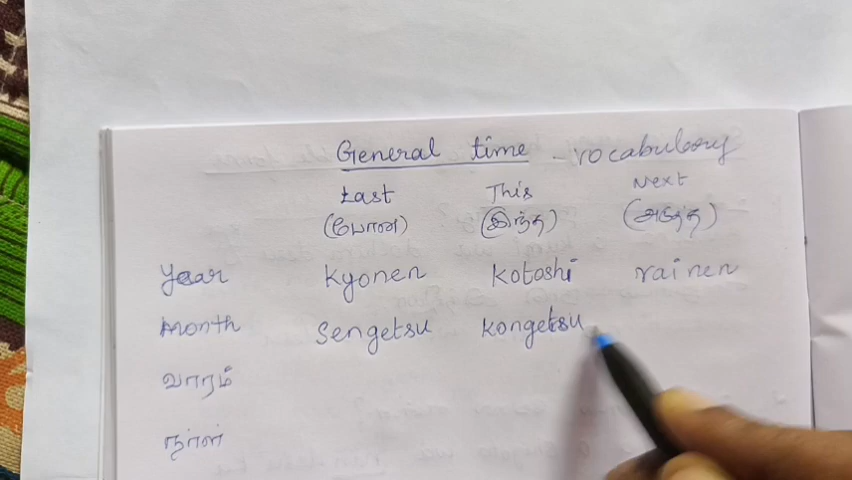 General time - vocabulary
Last This Next
(போன) (இந்த) (அடுத்த)
Year Kyonen Kotoshi rainen
Month Sengetsu Kongetsu
வாரம்
நாள்